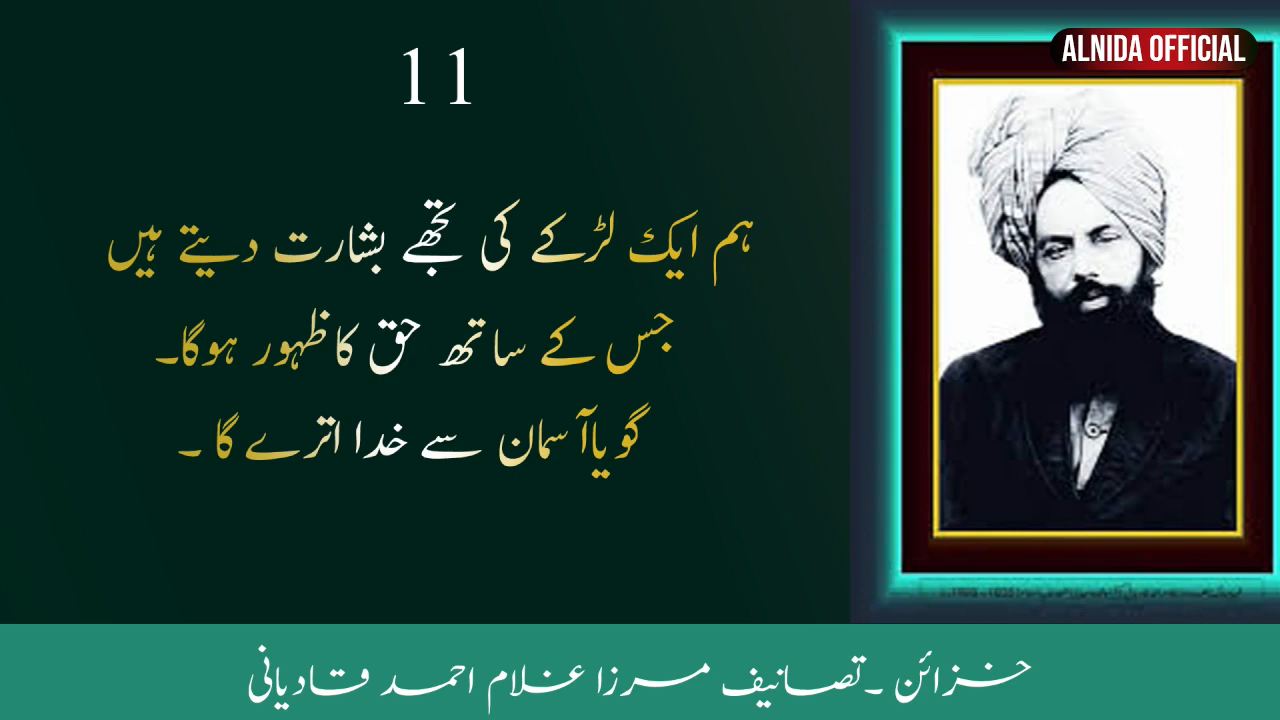 ALNIDA OFFICIAL
11
ہم ایک لڑکے کی تجھے بشارت دیتے ہیں
جس کے ساتھ حق کا ظہور ہوگا۔
گویا آسمان سے خدا اترے گا ۔
خزائن ۔تصانیف مرزا غلام احمد قادیانی